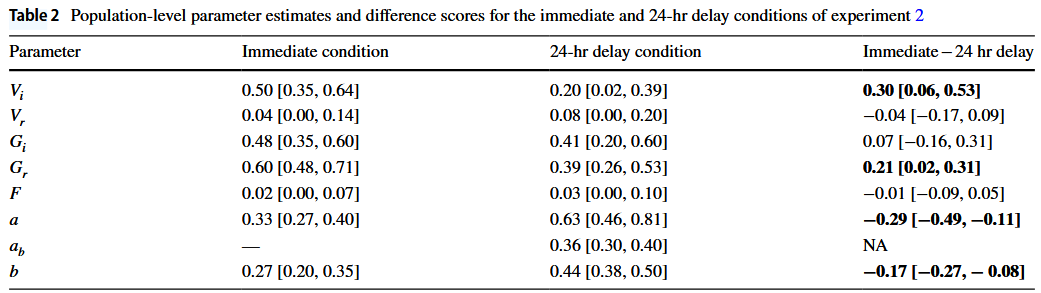 Table 2 Population-level parameter estimates and difference scores for the immediate and 24-hr delay conditions of experiment 2
Parameter Immediate condition 24-hr delay condition Immediate − 24 hr delay
Vi 0.50 [0.35, 0.64] 0.20 [0.02, 0.39] 0.30 [0.06, 0.53]
Vr 0.04 [0.00, 0.14] 0.08 [0.00, 0.20] −0.04 [−0.17, 0.09]
Gi 0.48 [0.35, 0.60] 0.41 [0.20, 0.60] 0.07 [−0.16, 0.31]
Gr 0.60 [0.48, 0.71] 0.39 [0.26, 0.53] 0.21 [0.02, 0.31]
F 0.02 [0.00, 0.07] 0.03 [0.00, 0.10] −0.01 [−0.09, 0.05]
a 0.33 [0.27, 0.40] 0.63 [0.46, 0.81] −0.29 [−0.49, −0.11]
ab — 0.36 [0.30, 0.40] NA
b 0.27 [0.20, 0.35] 0.44 [0.38, 0.50] −0.17 [−0.27, − 0.08]